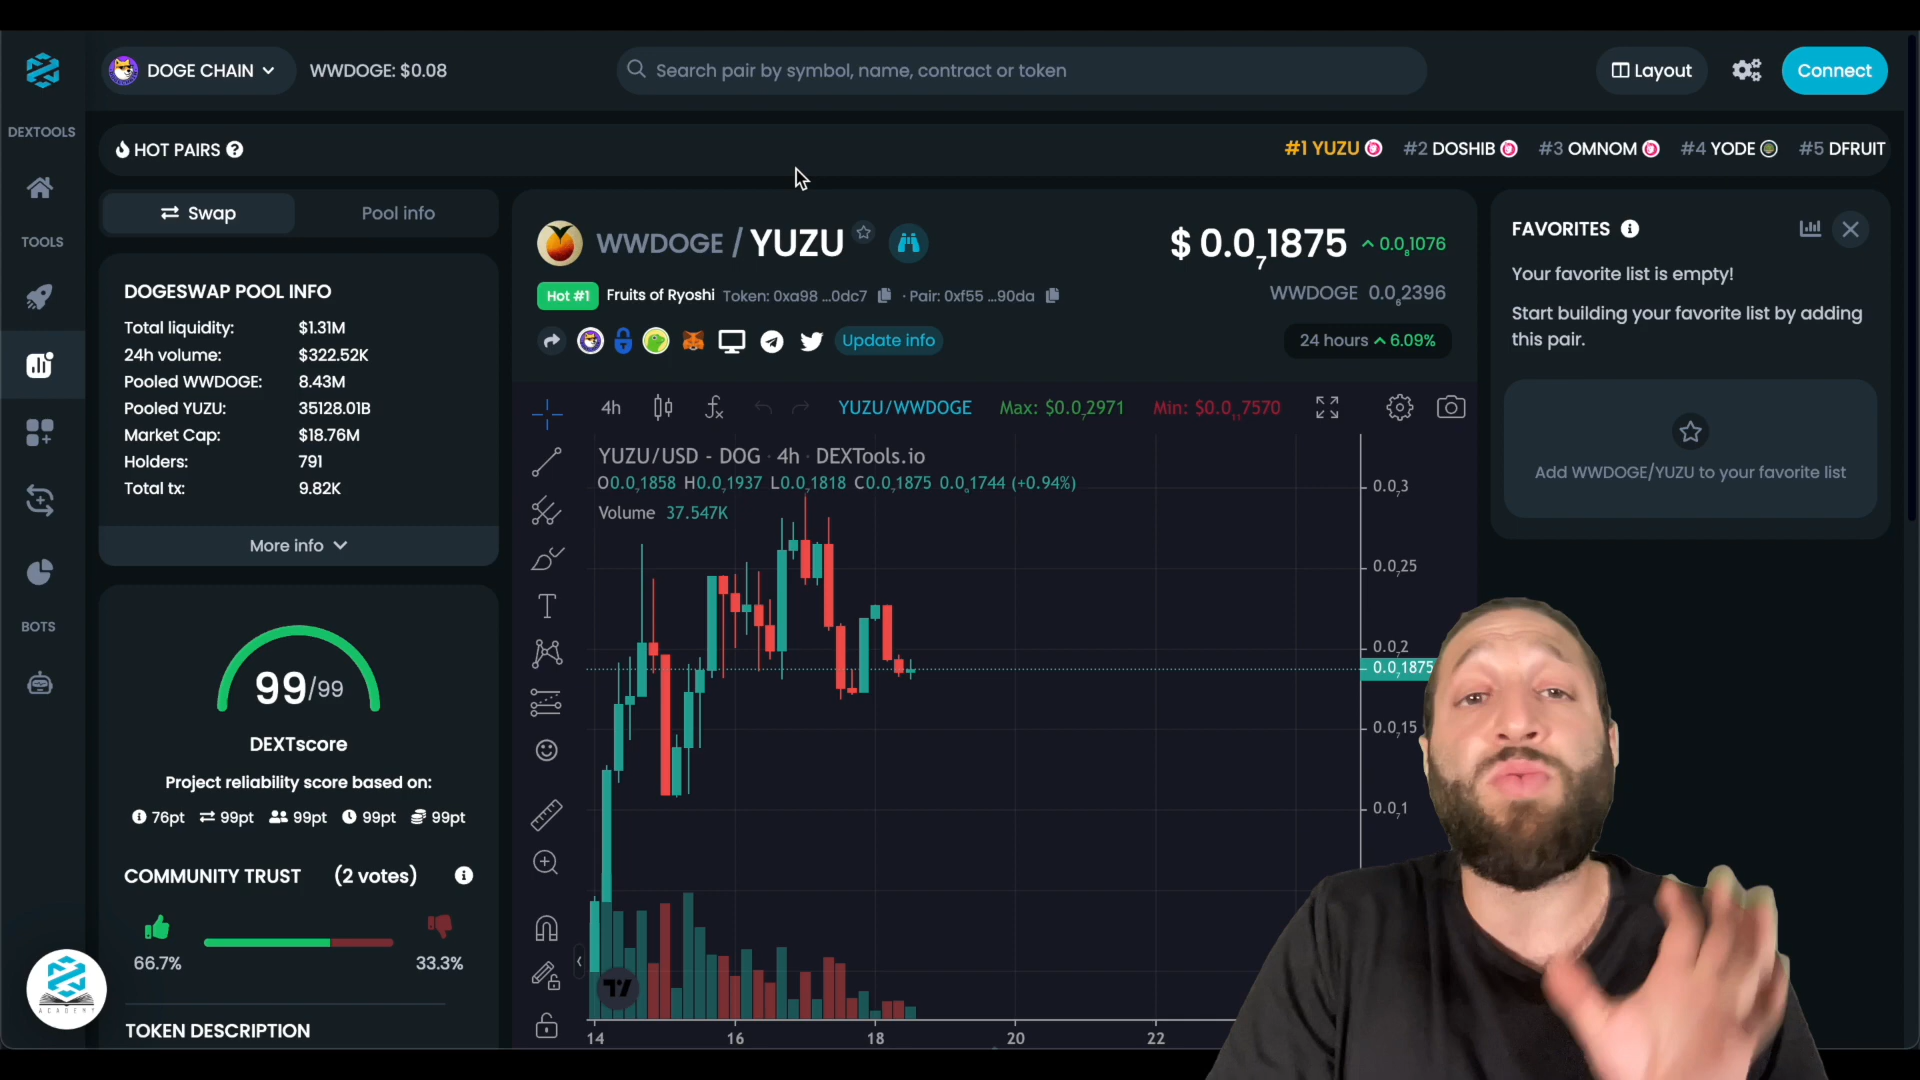 DOGE CHAIN
WWDOGE: $0.08
Search pair by symbol, name, contract or token
Layout
Connect
DEXTOOLS
HOT PAIRS ?
#1 YUZU
#2 DOSHIB
#3 OMNOM
#4 YODE
#5 DFRUIT
TOOLS
BOTS
Swap
Pool info
DOGESWAP POOL INFO
Total liquidity: $1.31M
24h volume: $322.52K
Pooled WWDOGE: 8.43M
Pooled YUZU: 35128.01B
Market Cap: $18.76M
Holders: 791
Total tx: 9.82K
More info
99/99
DEXTscore
Project reliability score based on:
76pt 99pt 99pt 99pt 99pt
COMMUNITY TRUST (2 votes)
66.7%
33.3%
TOKEN DESCRIPTION
ACADEMY
WWDOGE / YUZU
$ 0.0₇1875
0.0₈1076
Hot #1
Fruits of Ryoshi
Token: 0xa98 ...0dc7
· Pair: 0xf55 ...90da
WWDOGE 0.0₆2396
Update info
24 hours 6.09%
4h
YUZU/WWDOGE
Max: $0.0₇2971
Min: $0.0₁₁7570
YUZU/USD - DOG · 4h · DEXTools.io
O0.0₇1858 H0.0₇1937 L0.0₇1818 C0.0₇1875 0.0₉1744 (+0.94%)
Volume 37.547K
0.0₇3
0.0₇25
0.0₇2
0.0₇1875
0.0₇15
0.0₇1
14
16
18
20
22
FAVORITES
Your favorite list is empty!
Start building your favorite list by adding
this pair.
Add WWDOGE/YUZU to your favorite list